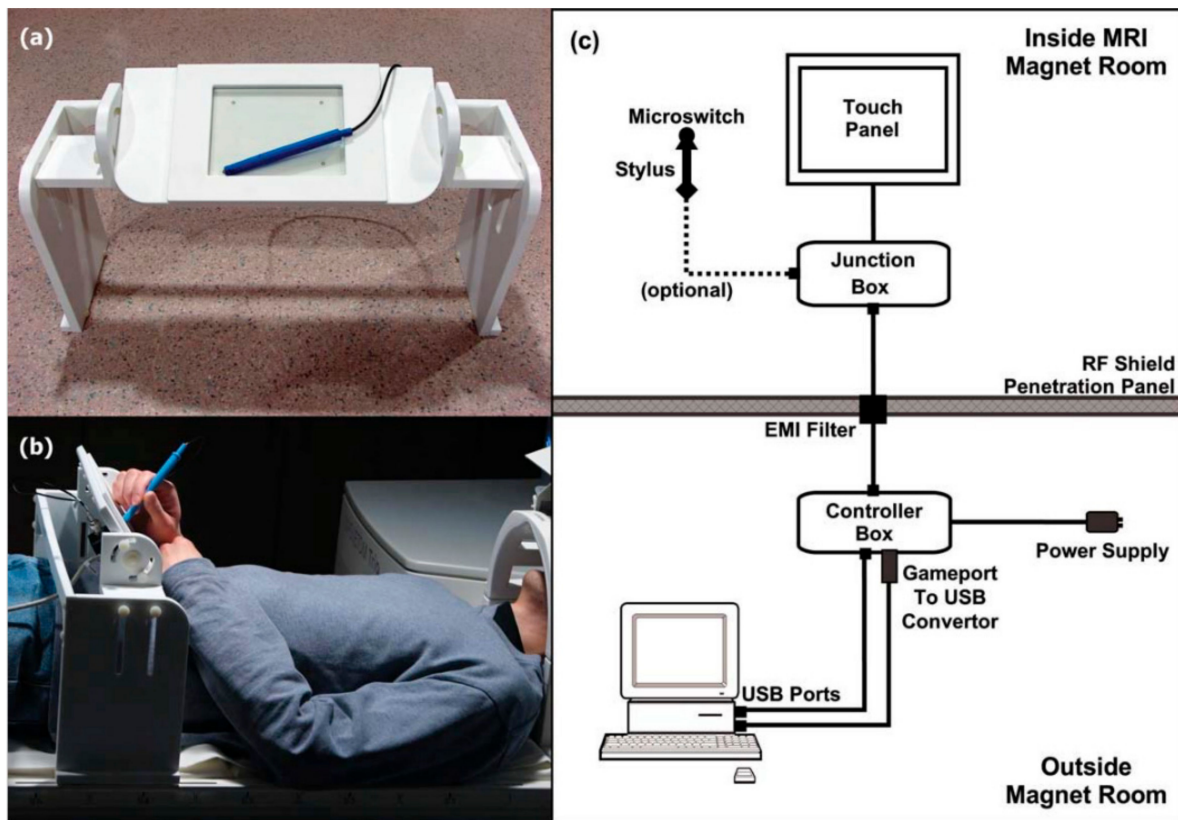 (a)
(b)
(c)
Inside MRI
Magnet Room
Touch
Panel
Microswitch
Stylus
(optional)
Junction
Box
RF Shield
Penetration Panel
EMI Filter
Controller
Box
Power Supply
Gameport
To USB
Convertor
USB Ports
Outside
Magnet Room